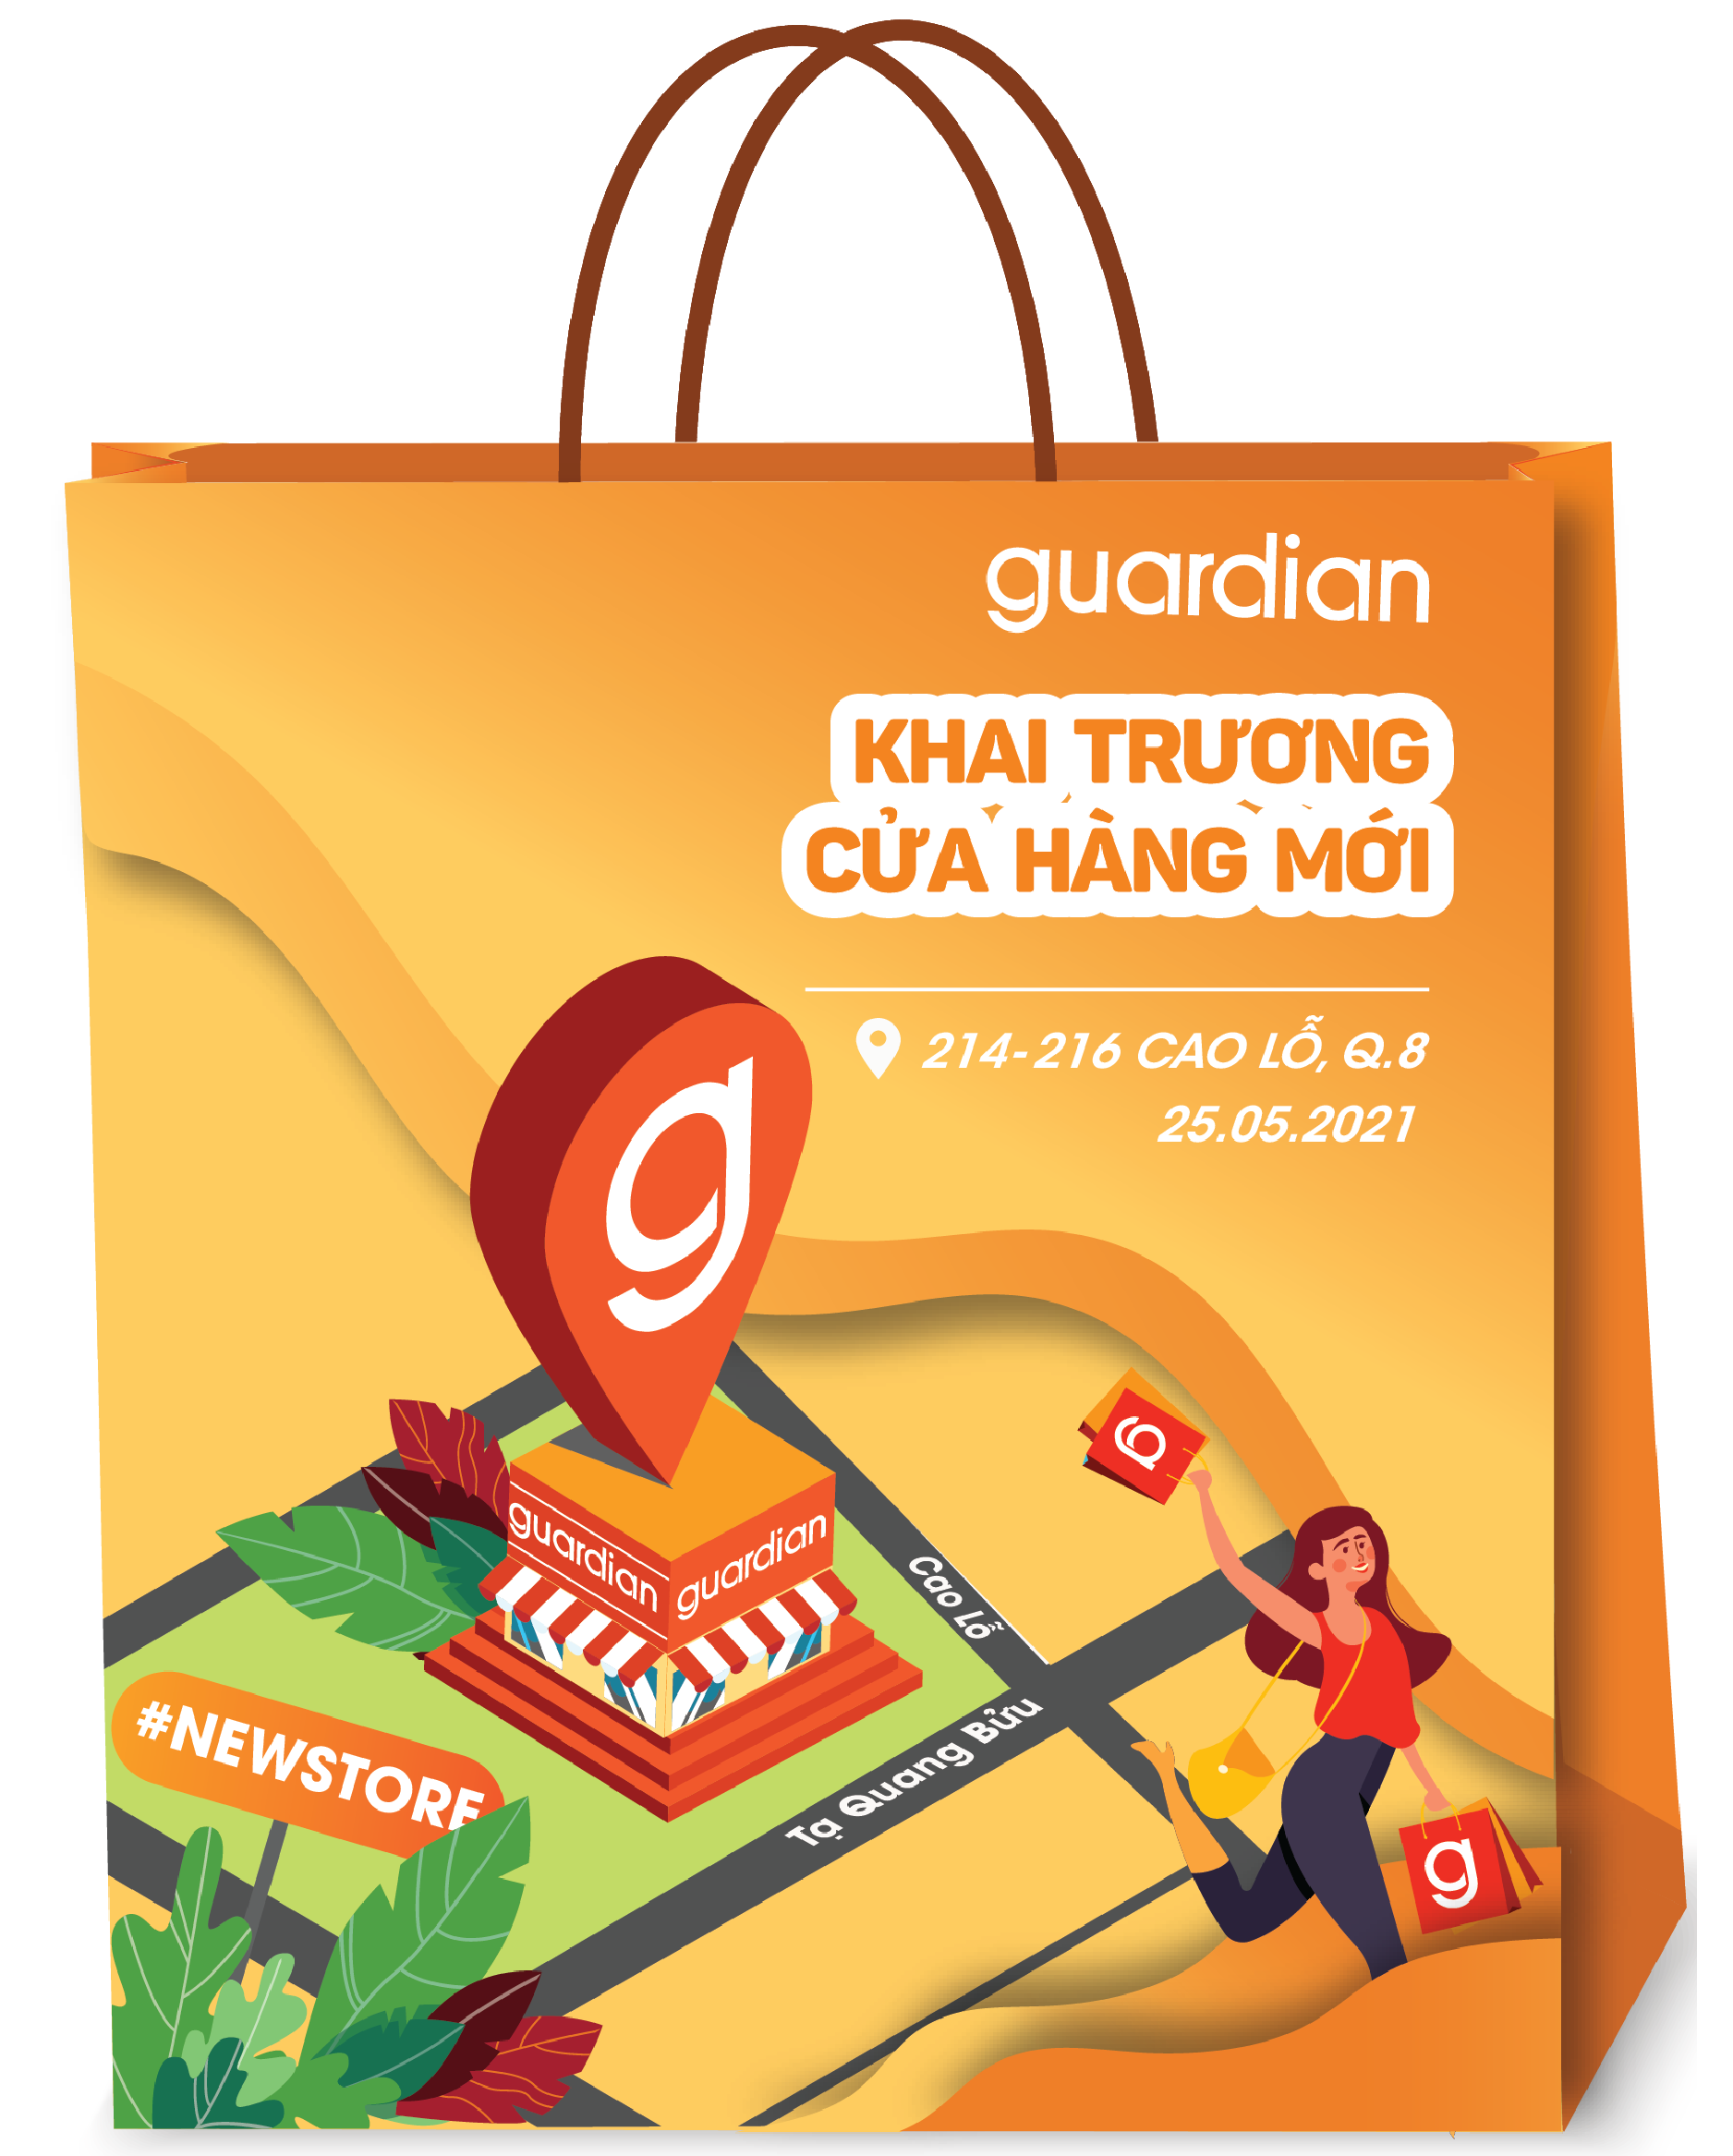 guardian
KHAI TRƯƠNG
CỬA HÀNG MỚI
214-216 CAO LỖ, Q.8
25.05.2021
g
g
guardian
guardian
Cao Lỗ
Tạ Quang Bửu
#NEWSTORE
g